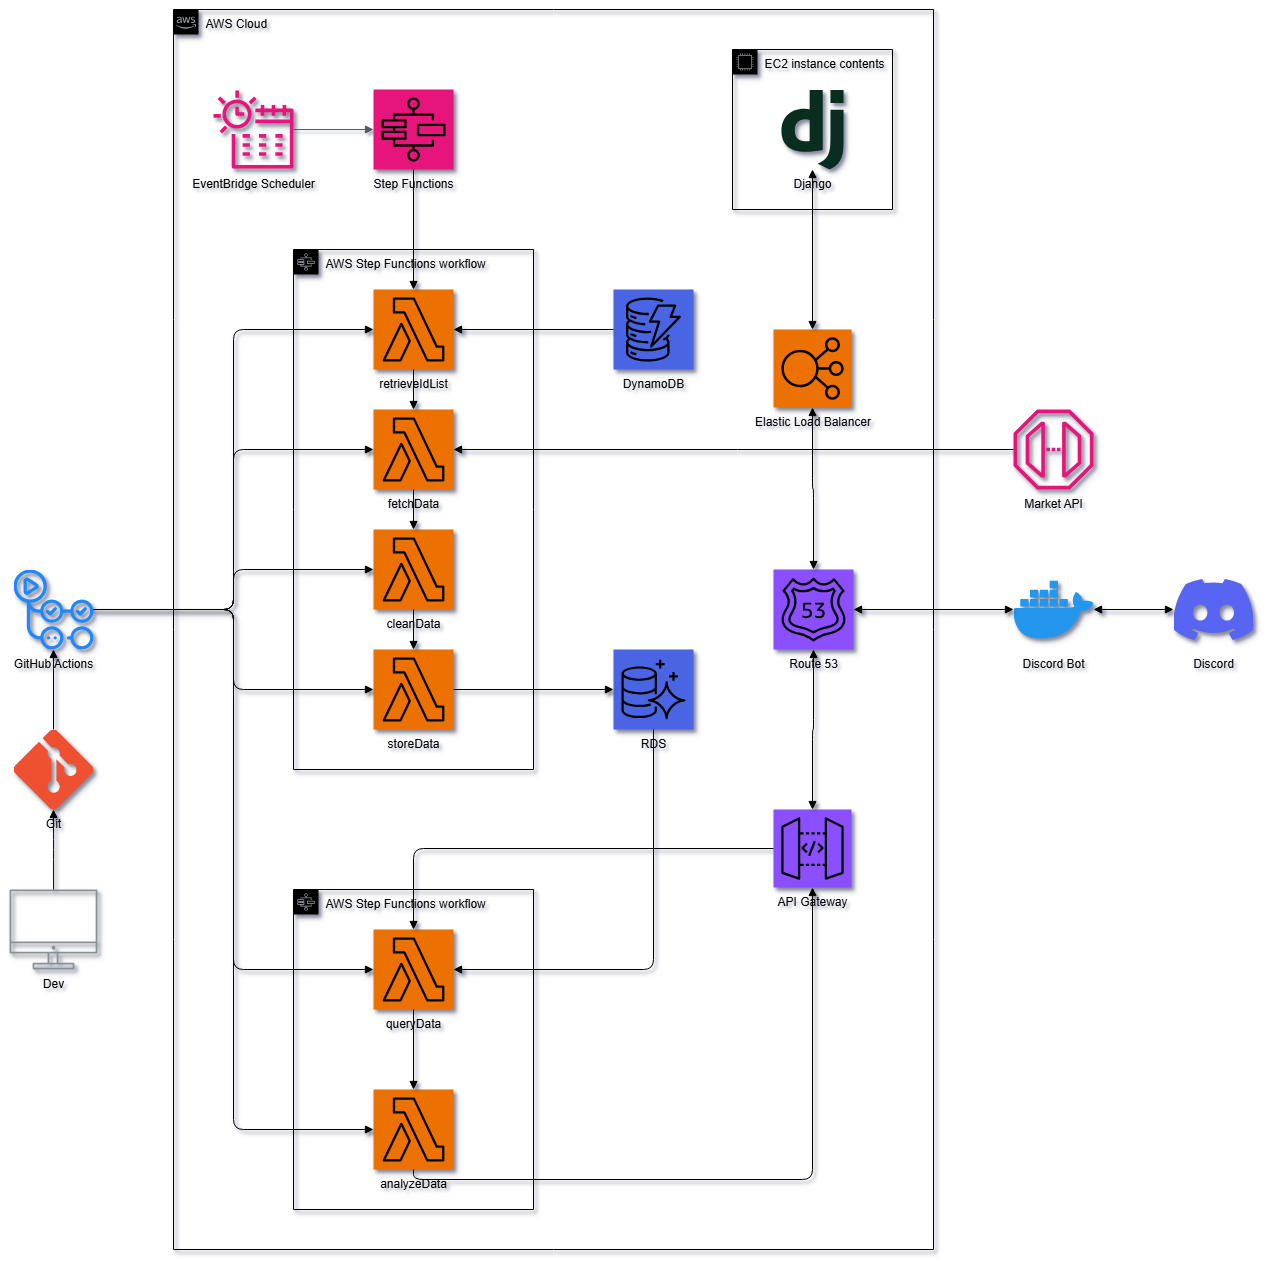 aws
AWS Cloud
EC2 instance contents
dj
Django
EventBridge Scheduler
Step Functions
AWS Step Functions workflow
retrieveIdList
DynamoDB
Elastic Load Balancer
fetchData
Market API
cleanData
53
Route 53
Discord Bot
Discord
GitHub Actions
storeData
RDS
Git
</>
API Gateway
AWS Step Functions workflow
Dev
queryData
analyzeData